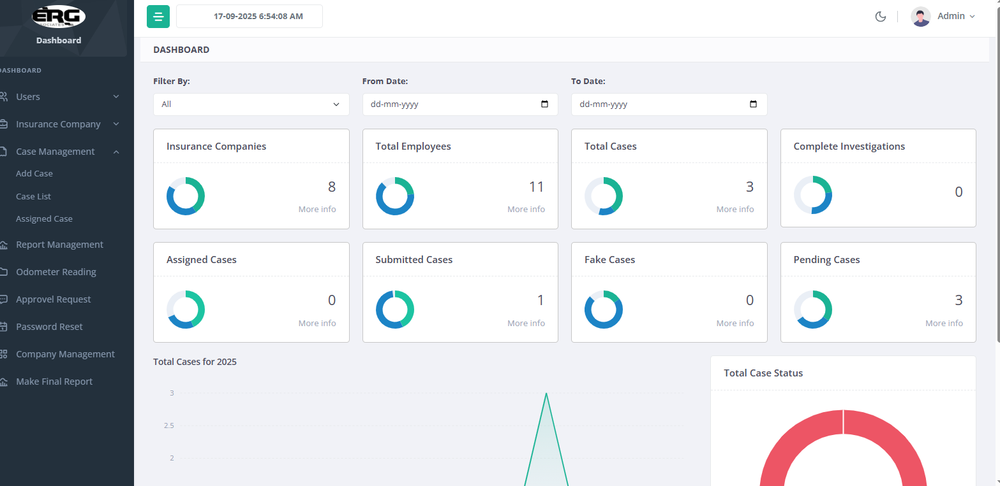 ERG
SOCIATES
Dashboard
DASHBOARD
Users
Insurance Company
Case Management
Add Case
Case List
Assigned Case
Report Management
Odometer Reading
Approvel Request
Password Reset
Company Management
Make Final Report
17-09-2025 6:54:08 AM
Admin
DASHBOARD
Filter By:
From Date:
To Date:
All
dd-mm-yyyy
dd-mm-yyyy
Insurance Companies
8
More info
Total Employees
11
More info
Total Cases
3
More info
Complete Investigations
0
Assigned Cases
0
More info
Submitted Cases
1
More info
Fake Cases
0
More info
Pending Cases
3
More info
Total Cases for 2025
3
2.5
2
Total Case Status